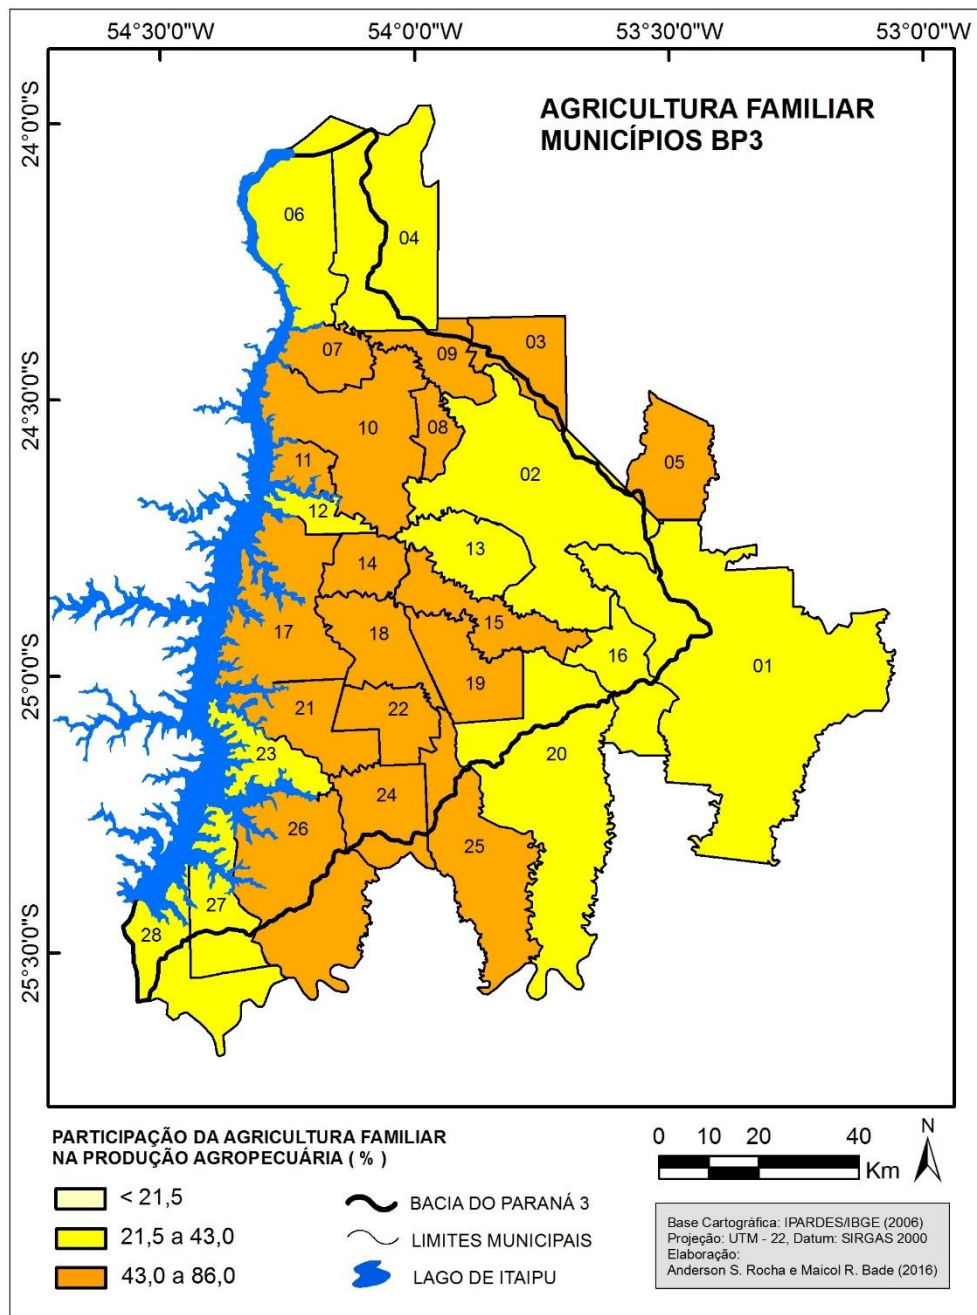 54°30'0"W
54°0'0"W
53°30'0"W
53°0'0"W
24°0'0"S
24°30'0"S
25°0'0"S
25°30'0"S
AGRICULTURA FAMILIAR
MUNICÍPIOS BP3
06
04
07
09
03
10
08
05
11
02
12
13
14
15
17
18
16
01
19
21
22
23
20
24
26
25
27
28
PARTICIPAÇÃO DA AGRICULTURA FAMILIAR
NA PRODUÇÃO AGROPECUÁRIA ( % )
< 21,5
21,5 a 43,0
43,0 a 86,0
BACIA DO PARANÁ 3
LIMITES MUNICIPAIS
LAGO DE ITAIPU
0 10 20 40
Km
N
Base Cartográfica: IPARDES/IBGE (2006)
Projeção: UTM - 22, Datum: SIRGAS 2000
Elaboração:
Anderson S. Rocha e Maicol R. Bade (2016)